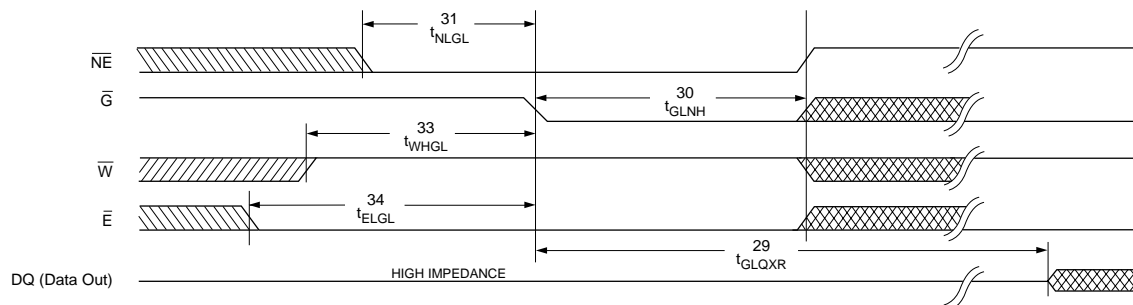 31
tNLGL
NE
G
30
tGLNH
33
tWHGL
W
34
tELGL
E
29
tGLQXR
DQ (Data Out)
HIGH IMPEDANCE